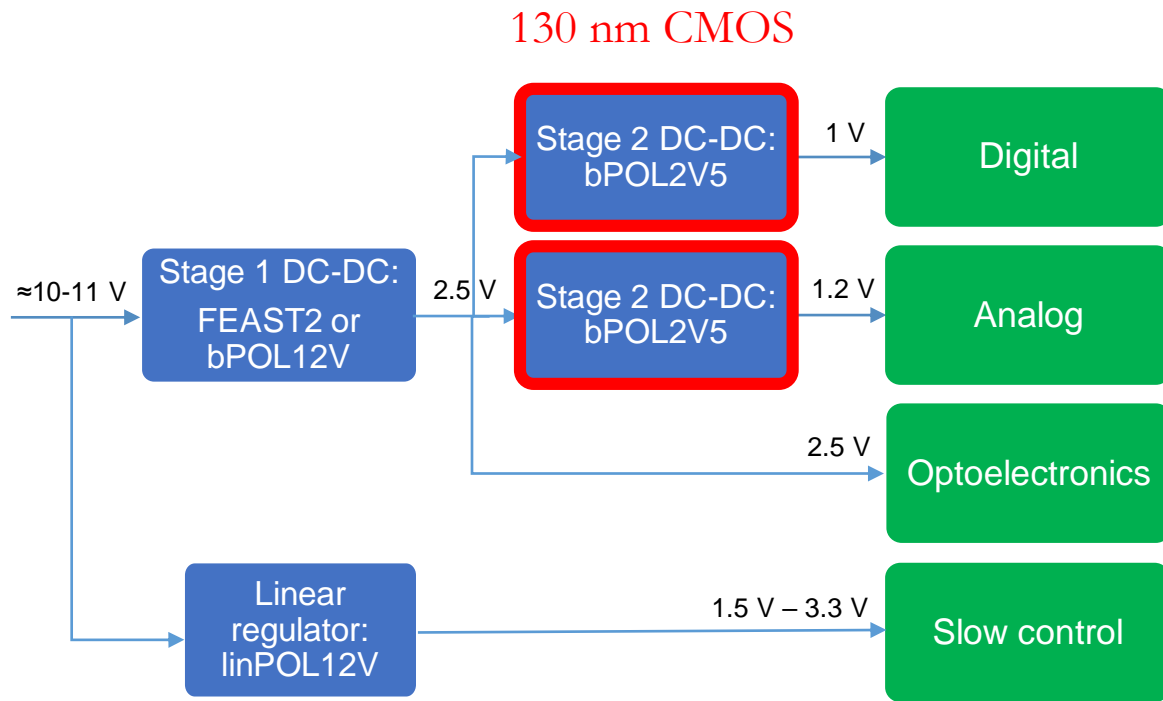 130 nm CMOS
Stage 2 DC-DC:
bPOL2V5
1 V
Digital
≈10-11 V
Stage 1 DC-DC:
FEAST2 or
bPOL12V
2.5 V
Stage 2 DC-DC:
bPOL2V5
1.2 V
Analog
2.5 V
Optoelectronics
Linear
regulator:
linPOL12V
1.5 V – 3.3 V
Slow control